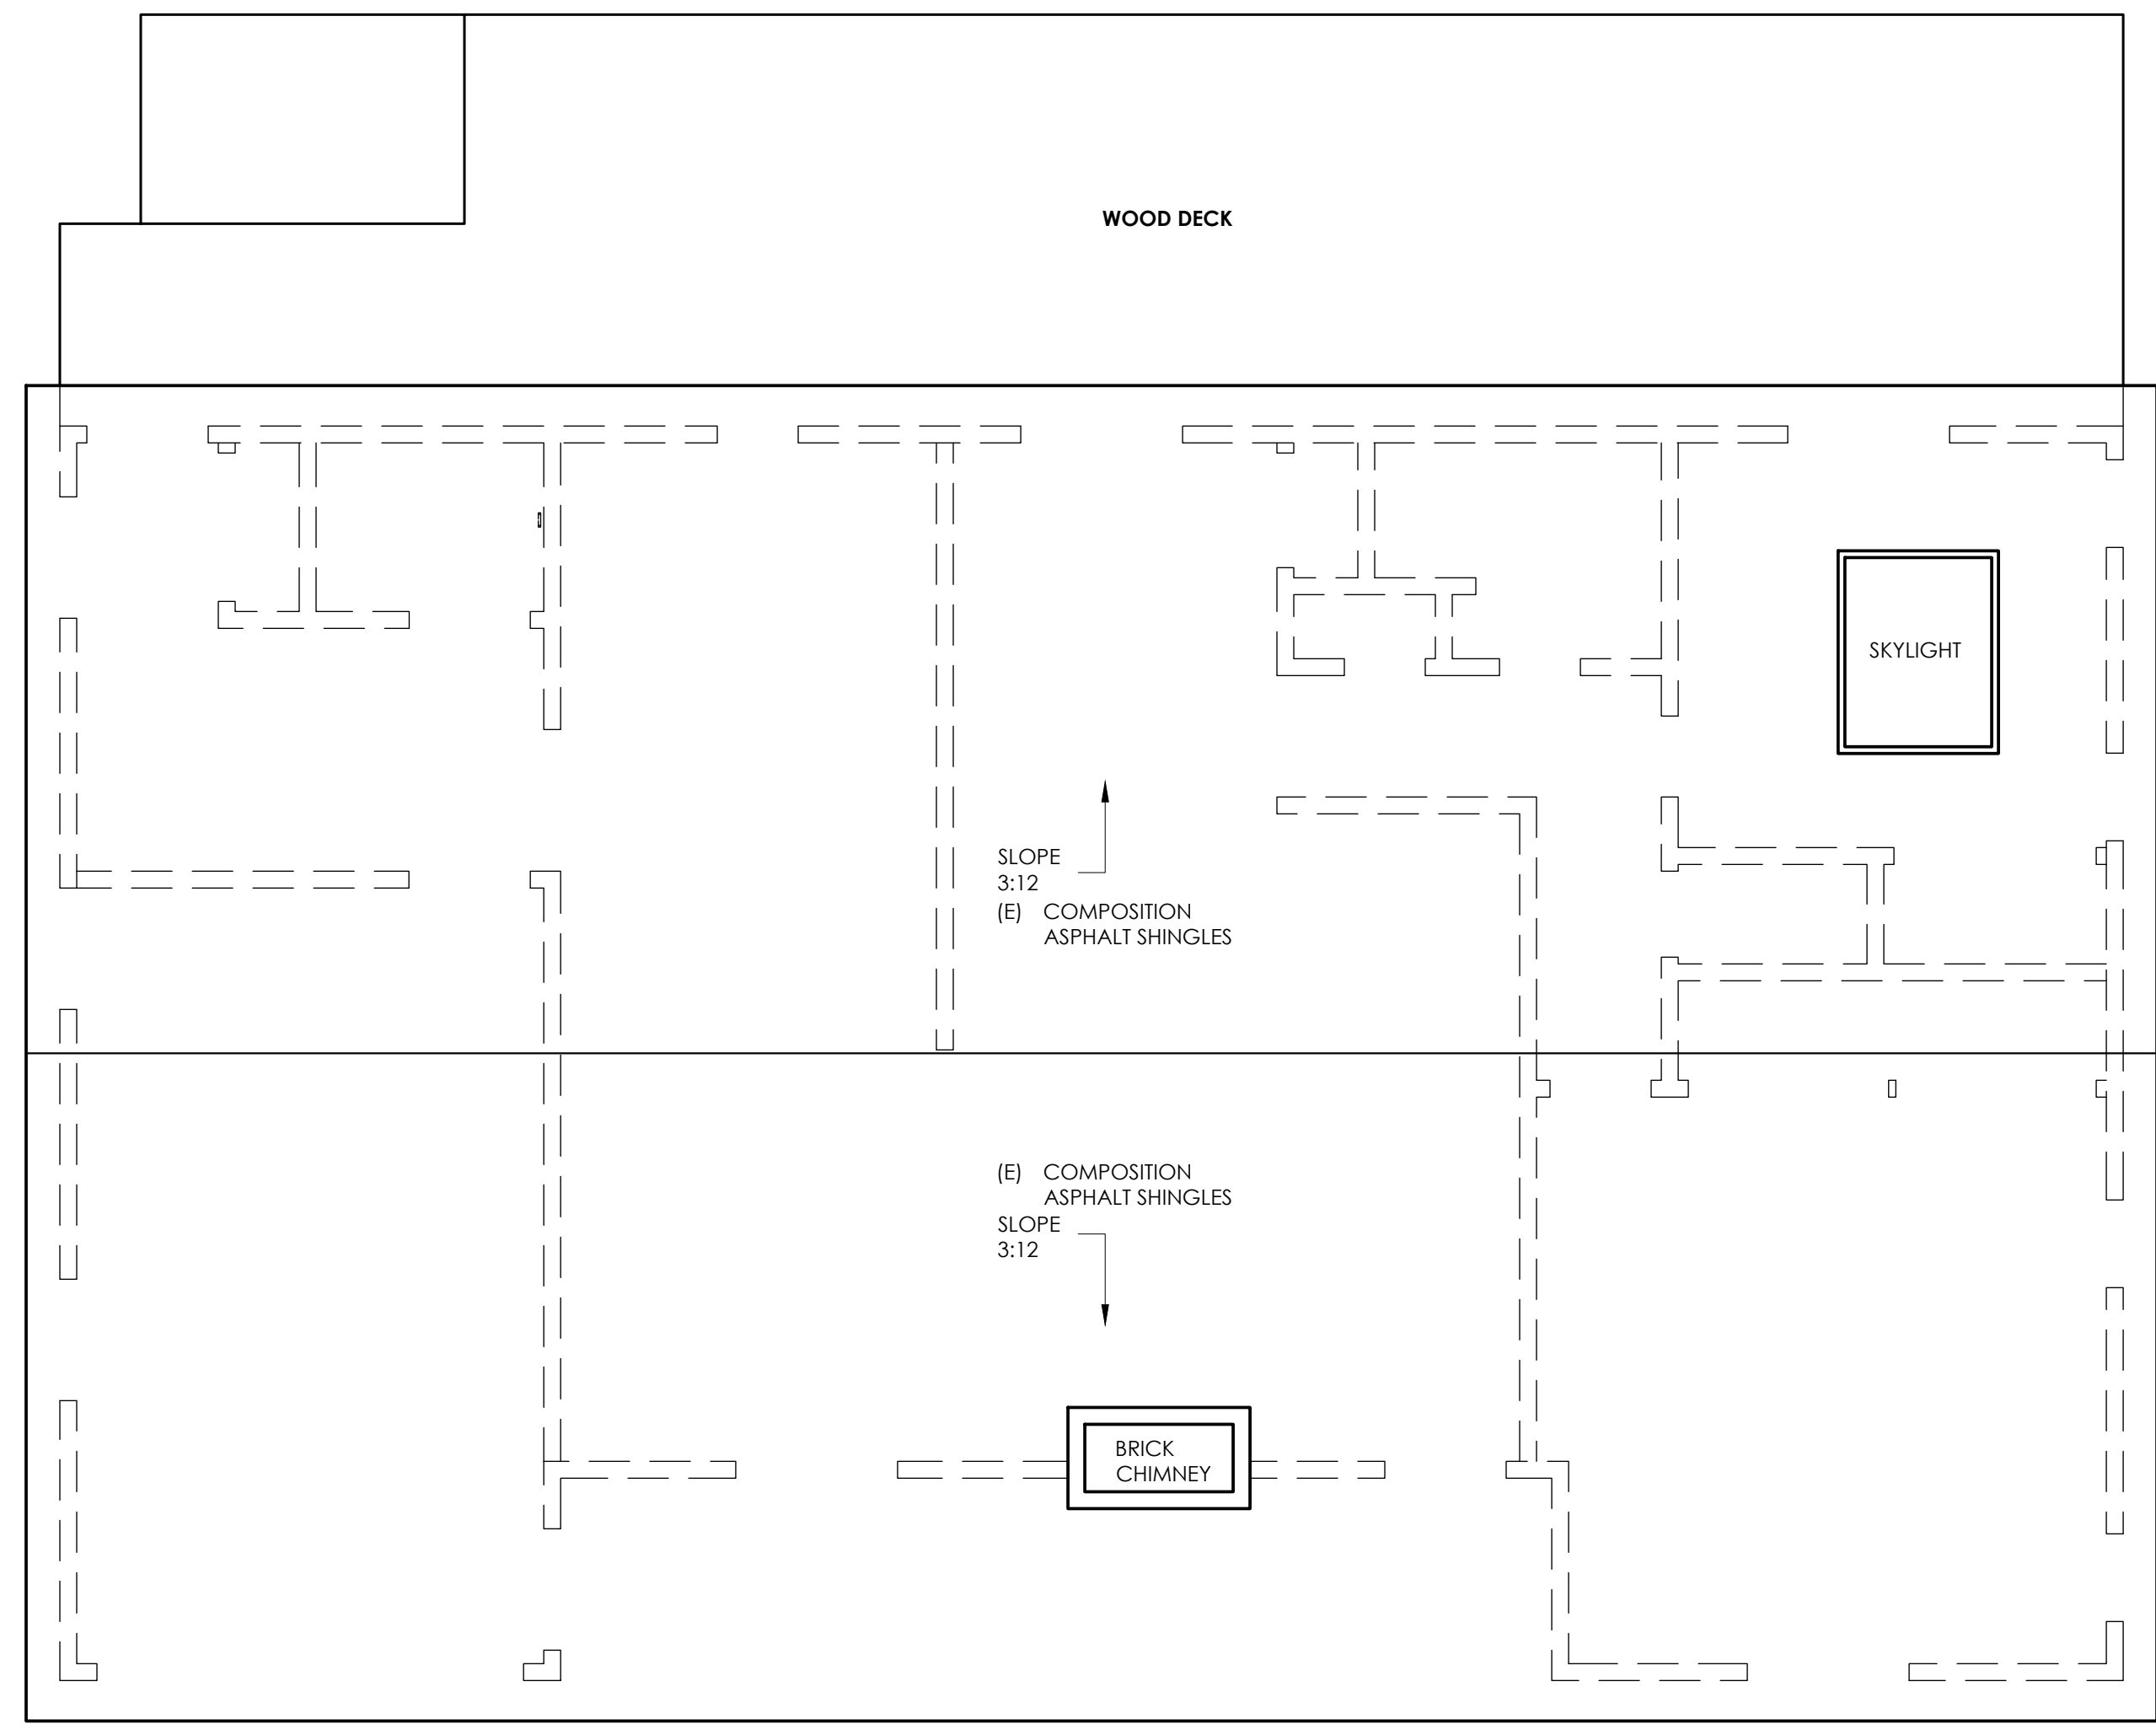 WOOD DECK
SKYLIGHT
SLOPE
3:12
(E) COMPOSITION
ASPHALT SHINGLES
(E) COMPOSITION
ASPHALT SHINGLES
SLOPE
3:12
BRICK
CHIMNEY